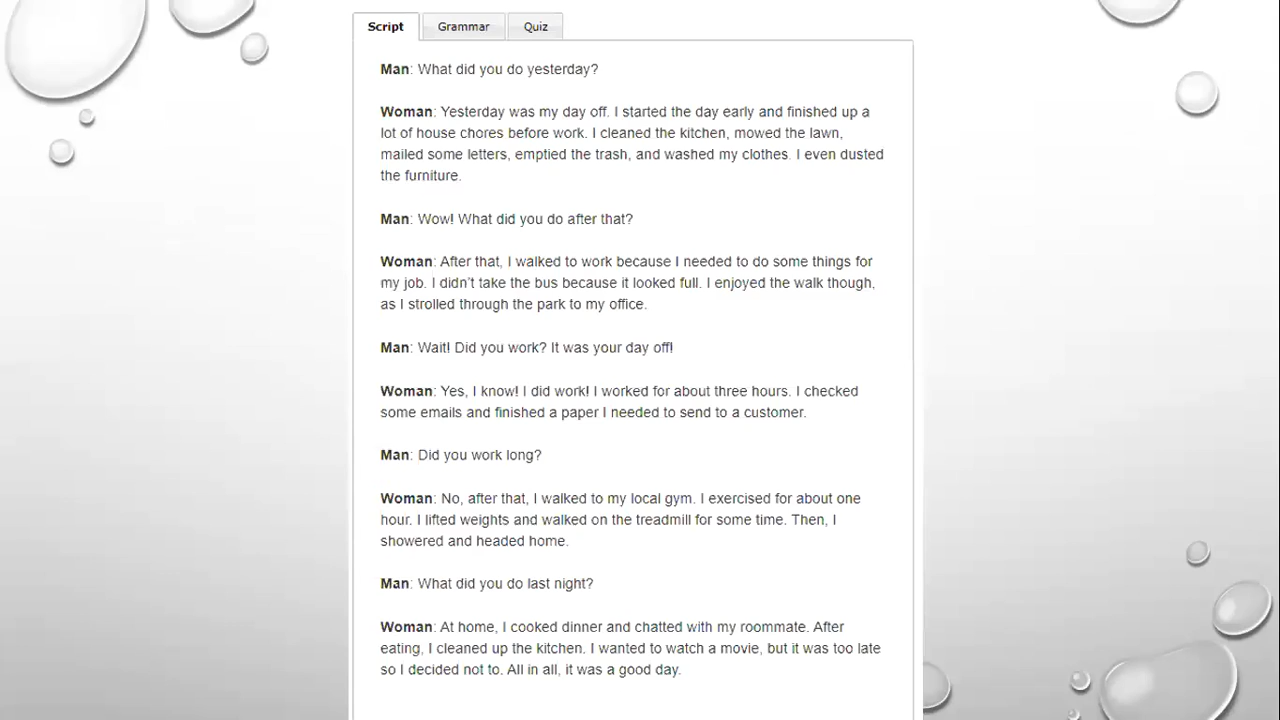 Script Grammar Quiz
Man: What did you do yesterday?
Woman: Yesterday was my day off. I started the day early and finished up a
lot of house chores before work. I cleaned the kitchen, mowed the lawn,
mailed some letters, emptied the trash, and washed my clothes. I even dusted
the furniture.
Man: Wow! What did you do after that?
Woman: After that, I walked to work because I needed to do some things for
my job. I didn't take the bus because it looked full. I enjoyed the walk though,
as I strolled through the park to my office.
Man: Wait! Did you work? It was your day off!
Woman: Yes, I know! I did work! I worked for about three hours. I checked
some emails and finished a paper I needed to send to a customer.
Man: Did you work long?
Woman: No, after that, I walked to my local gym. I exercised for about one
hour. I lifted weights and walked on the treadmill for some time. Then, I
showered and headed home.
Man: What did you do last night?
Woman: At home, I cooked dinner and chatted with my roommate. After
eating, I cleaned up the kitchen. I wanted to watch a movie, but it was too late
so I decided not to. All in all, it was a good day.